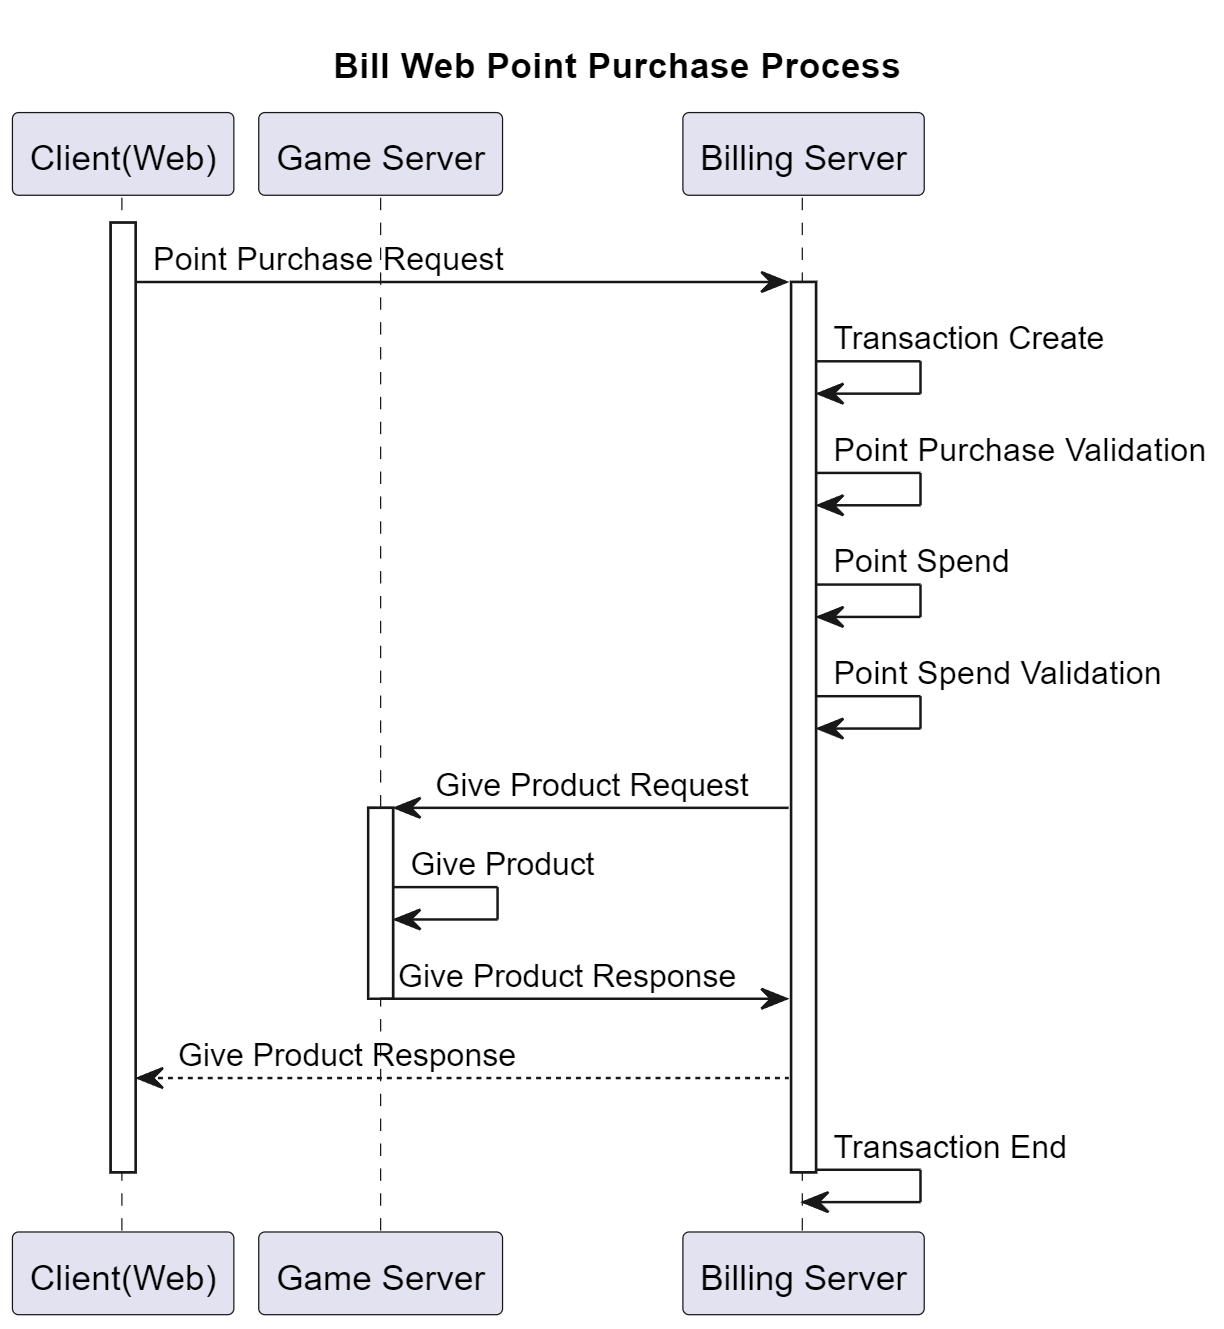 Bill Web Point Purchase Process
Client(Web)
Game Server
Billing Server
Point Purchase Request
Transaction Create
Point Purchase Validation
Point Spend
Point Spend Validation
Give Product Request
Give Product
Give Product Response
Give Product Response
Transaction End
Client(Web)
Game Server
Billing Server